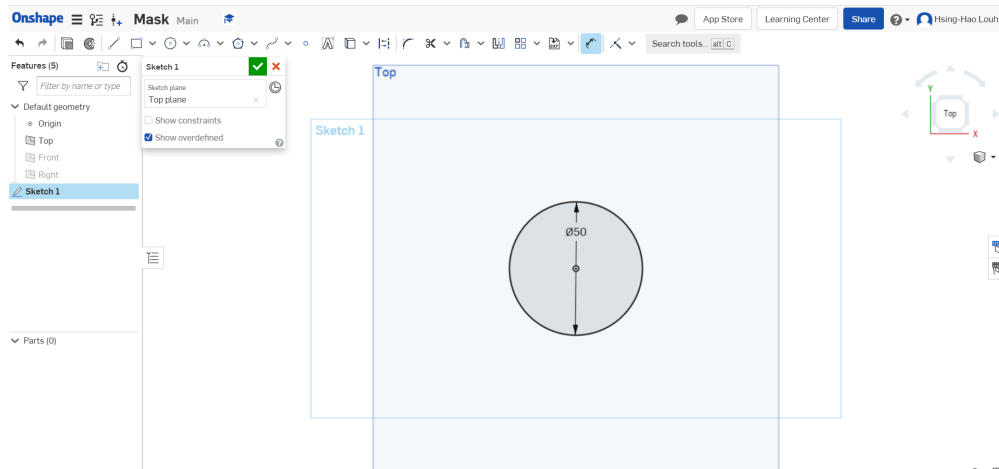 Onshape Mask Main App Store Learning Center Share Hsing-Hao Louh
Search tools... alt C
Features (5)
Filter by name or type
Default geometry
Origin
Top
Front
Right
Sketch 1
Parts (0)
Sketch 1
Sketch plane
Top plane
Show constraints
Show overdefined
Top
Sketch 1
Ø50
Y
Top
X